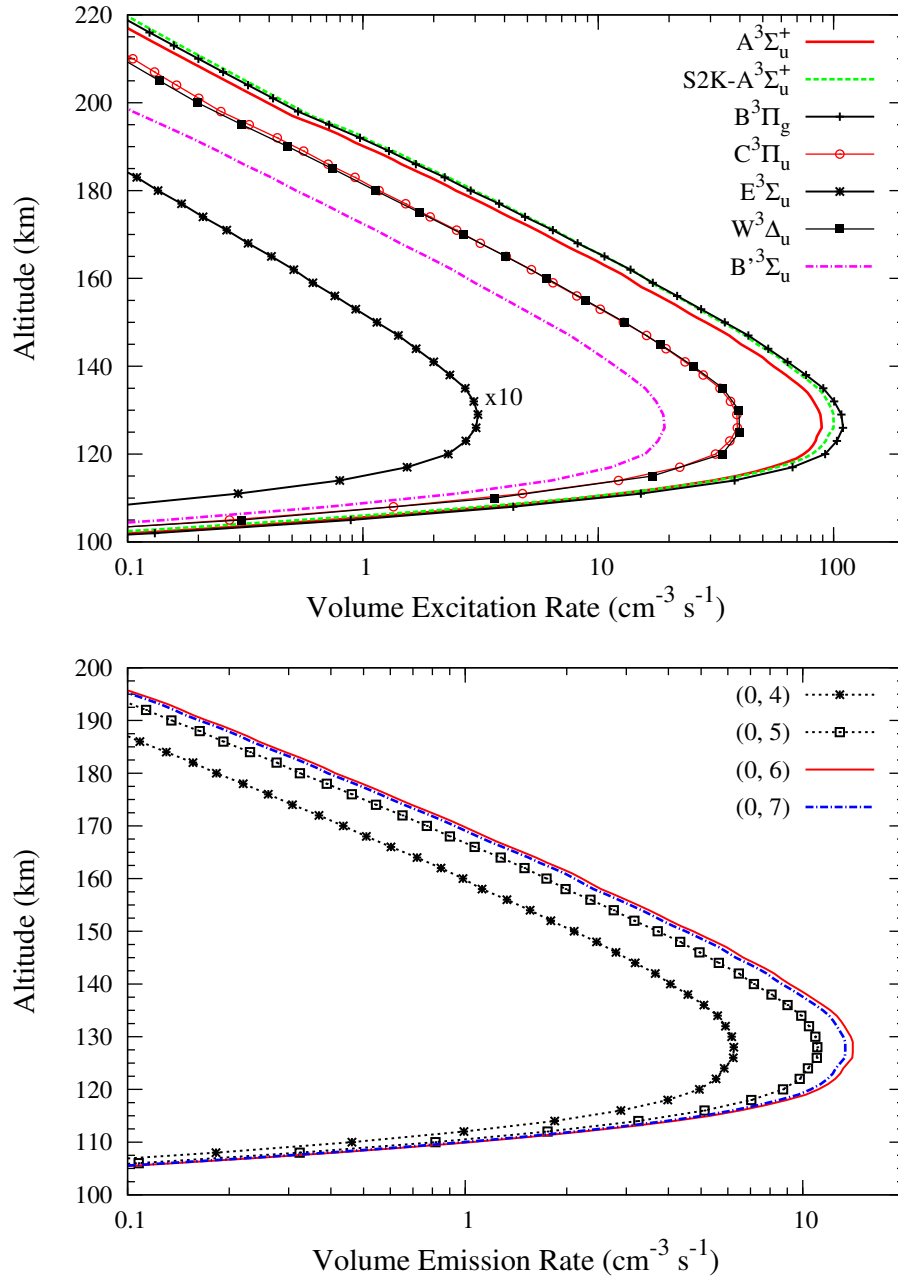 220
200
180
160
140
120
100
Altitude (km)
A³Σᵤ⁺
S2K-A³Σᵤ⁺
B³Π_g
C³Πᵤ
E³Σᵤ
W³Δᵤ
B’³Σᵤ
x10
0.1 1 10 100
Volume Excitation Rate (cm⁻³ s⁻¹)
200
190
180
170
160
150
140
130
120
110
100
Altitude (km)
(0, 4)
(0, 5)
(0, 6)
(0, 7)
0.1 1 10
Volume Emission Rate (cm⁻³ s⁻¹)